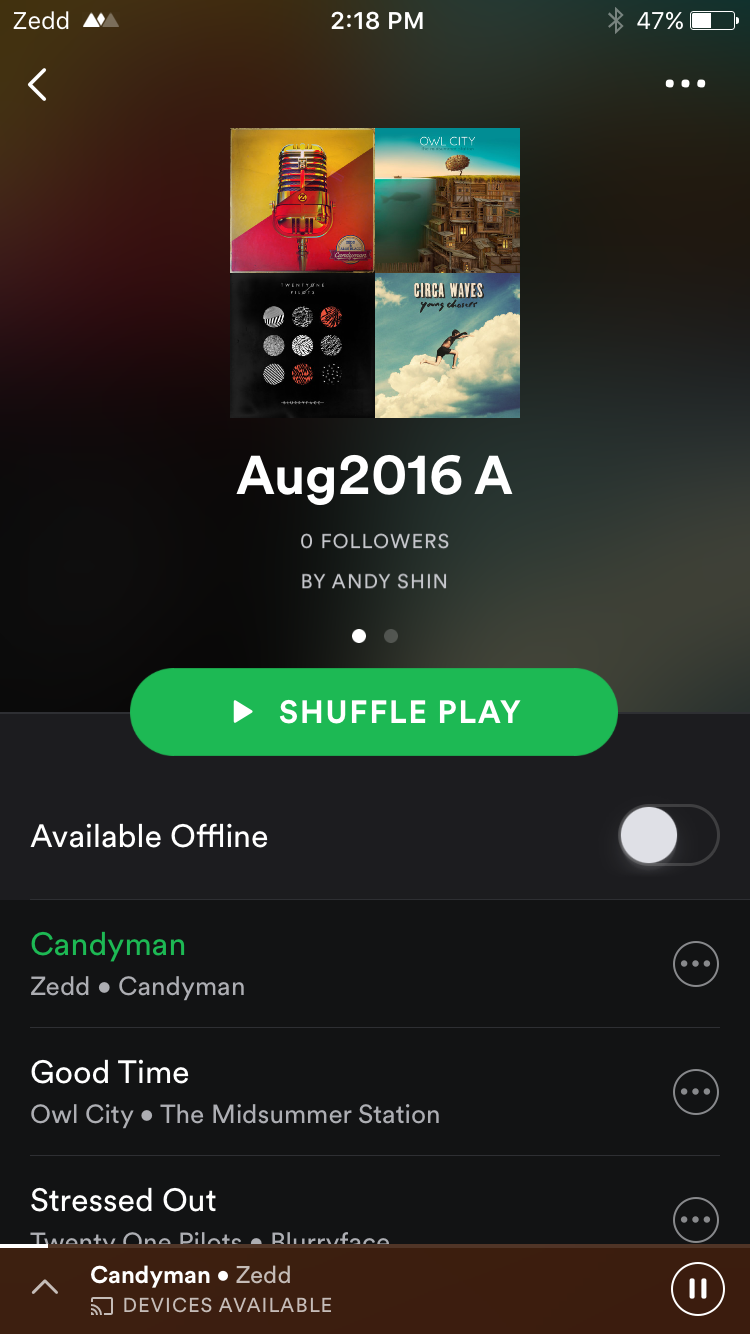 Zedd 2:18 PM 47%
OWL CITY
Candyman
TWENTY ONE
PILOTS
BLURRYFACE
CIRCA WAVES
young chasers
Aug2016 A
0 FOLLOWERS
BY ANDY SHIN
SHUFFLE PLAY
Available Offline
Candyman
Zedd • Candyman
Good Time
Owl City • The Midsummer Station
Stressed Out
Twenty One Pilots • Blurryface
Candyman • Zedd
DEVICES AVAILABLE